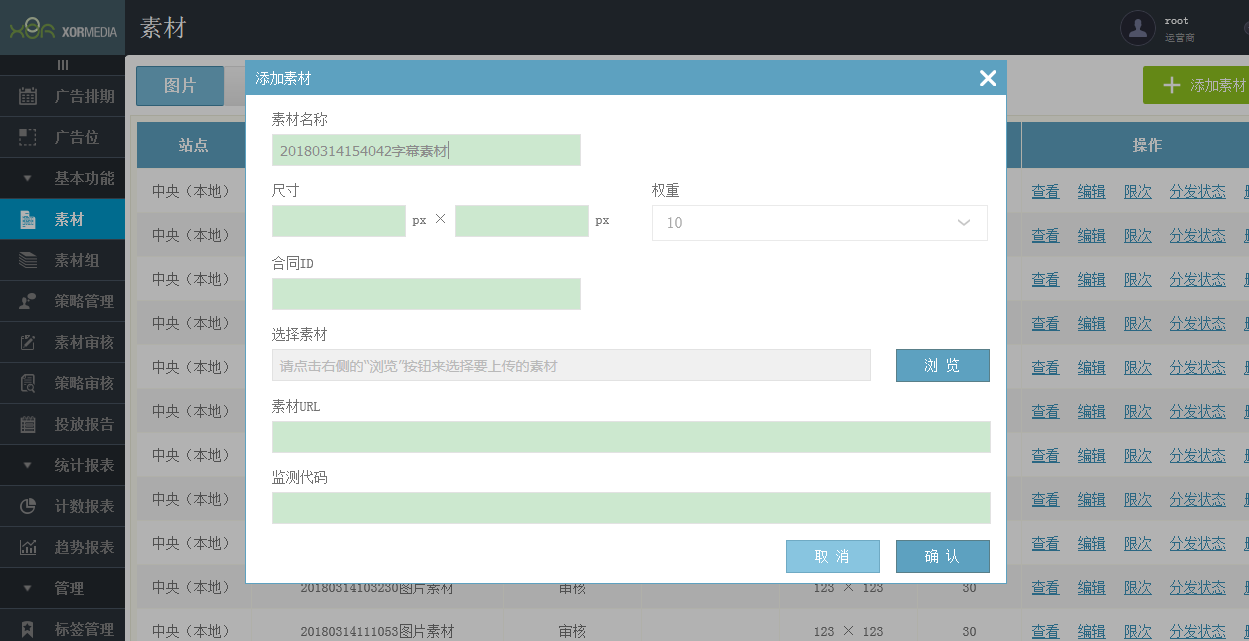 XOR XORMEDIA
素材
root
运营商
广告排期
广告位
基本功能
素材
素材组
策略管理
素材审核
策略审核
投放报告
统计报表
计数报表
趋势报表
管理
标签管理
图片
添加素材
站点
操作
添加素材
素材名称
20180314154042字幕素材
尺寸
权重
px × px
10
合同ID
选择素材
请点击右侧的“浏览”按钮来选择要上传的素材
浏 览
素材URL
监测代码
取 消
确 认
中央（本地） 查看 编辑 限次 分发状态
中央（本地） 查看 编辑 限次 分发状态
中央（本地） 查看 编辑 限次 分发状态
中央（本地） 查看 编辑 限次 分发状态
中央（本地） 查看 编辑 限次 分发状态
中央（本地） 查看 编辑 限次 分发状态
中央（本地） 查看 编辑 限次 分发状态
中央（本地） 查看 编辑 限次 分发状态
中央（本地） 查看 编辑 限次 分发状态
中央（本地） 20180314103230图片素材 审核 123 × 123 30 查看 编辑 限次 分发状态
中央（本地） 20180314111053图片素材 审核 123 × 123 30 查看 编辑 限次 分发状态